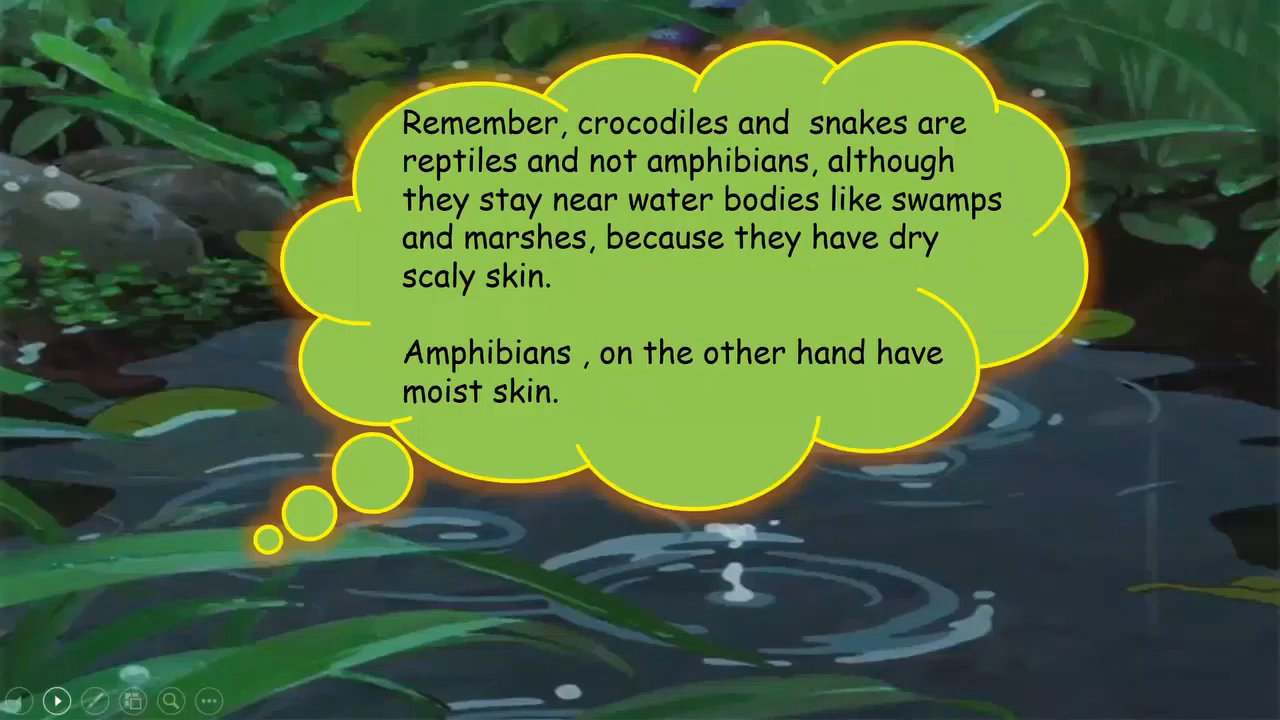 Remember, crocodiles and  snakes are
reptiles and not amphibians, although
they stay near water bodies like swamps
and marshes, because they have dry
scaly skin.
Amphibians , on the other hand have
moist skin.